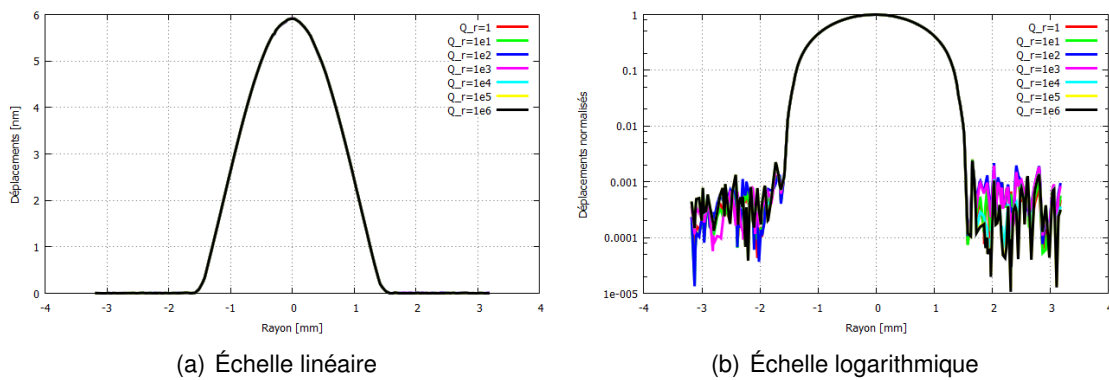 6
5
4
3
2
1
0
-4 -3 -2 -1 0 1 2 3 4
Déplacements [nm]
Rayon [mm]
Q_r=1
Q_r=1e1
Q_r=1e2
Q_r=1e3
Q_r=1e4
Q_r=1e5
Q_r=1e6
(a) Échelle linéaire
1
0.1
0.01
0.001
0.0001
1e-005
-4 -3 -2 -1 0 1 2 3 4
Déplacements normalisés
Rayon [mm]
Q_r=1
Q_r=1e1
Q_r=1e2
Q_r=1e3
Q_r=1e4
Q_r=1e5
Q_r=1e6
(b) Échelle logarithmique